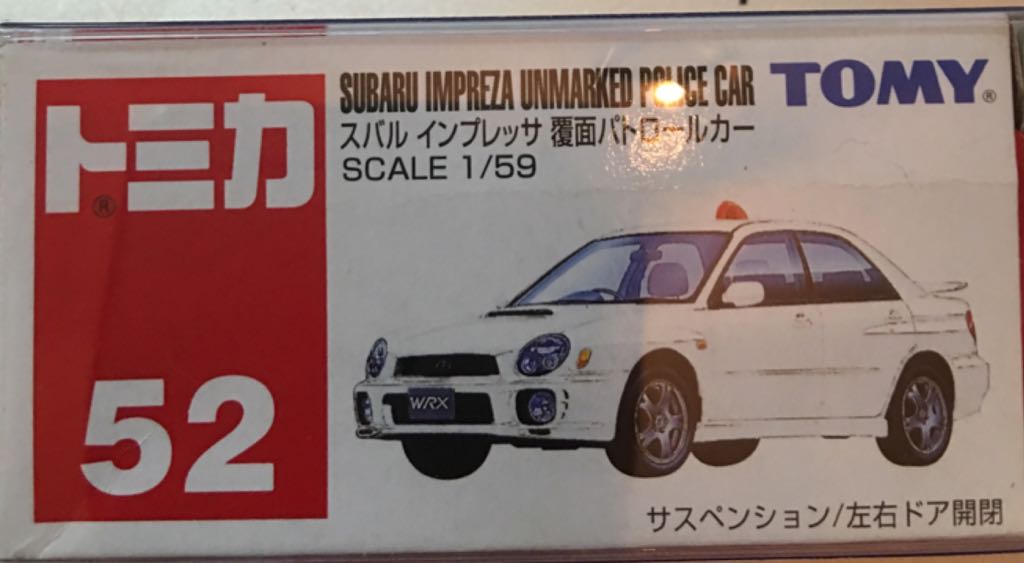 トミカ®
52
SUBARU IMPREZA UNMARKED POLICE CAR
スバル インプレッサ 覆面パトロールカー
SCALE 1/59
TOMY®
WRX
サスペンション/左右ドア開閉